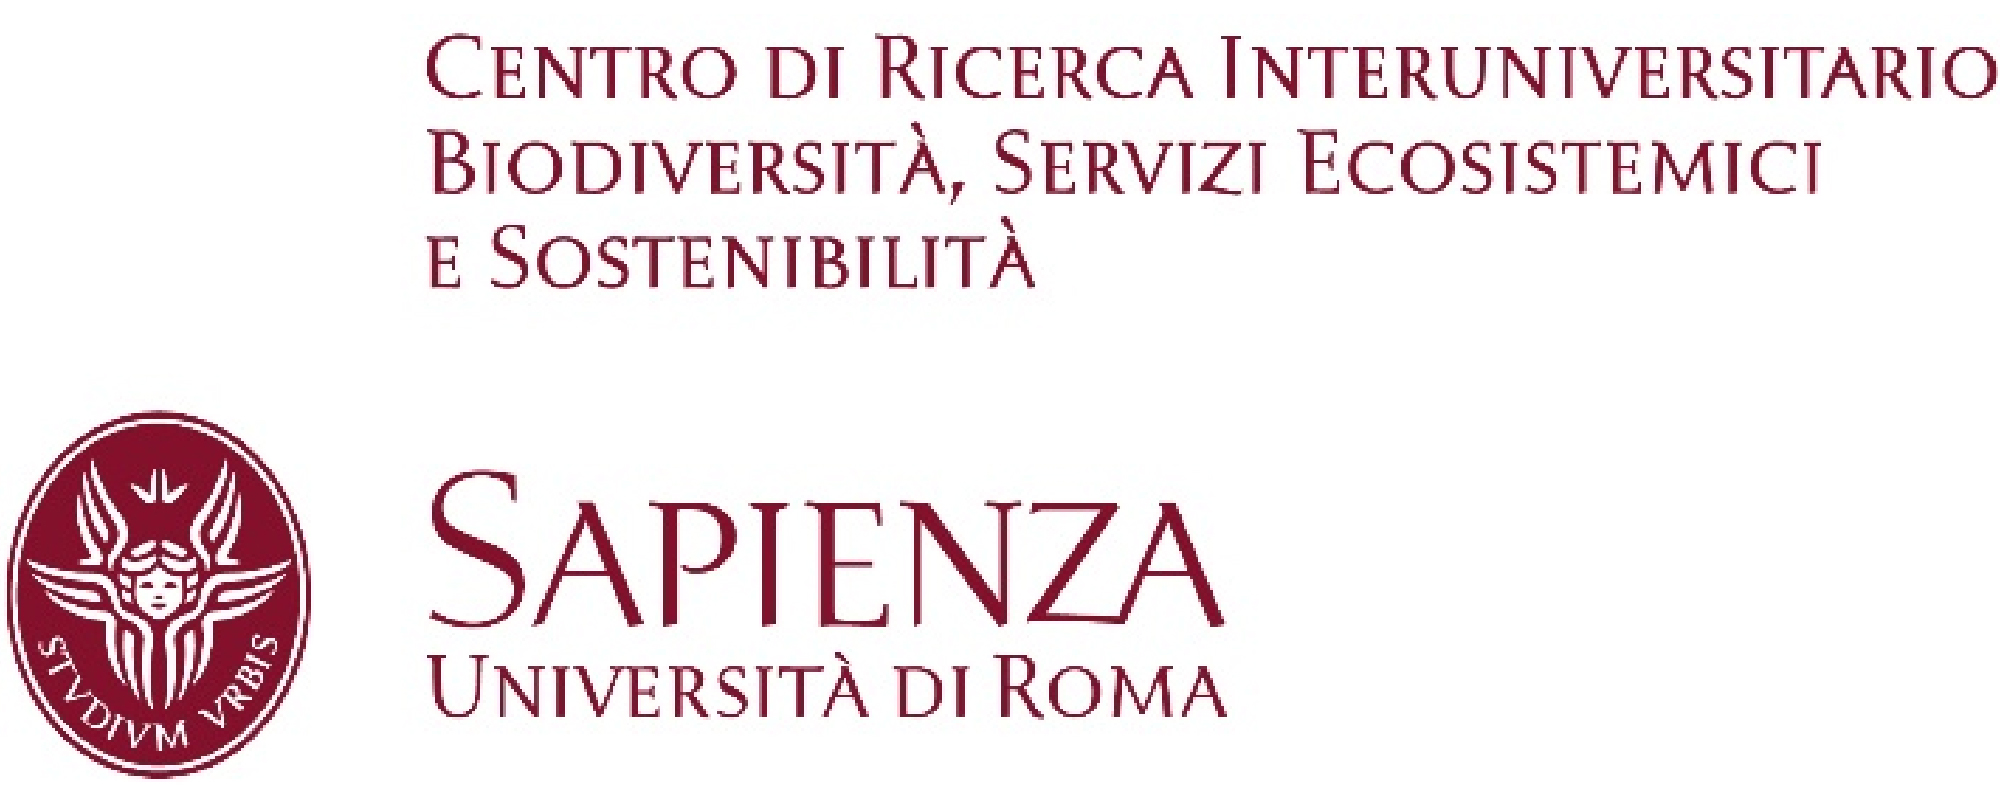 CENTRO DI RICERCA INTERUNIVERSITARIO
BIODIVERSITÀ, SERVIZI ECOSISTEMICI
E SOSTENIBILITÀ
STVDIVM VRBIS
SAPIENZA
UNIVERSITÀ DI ROMA